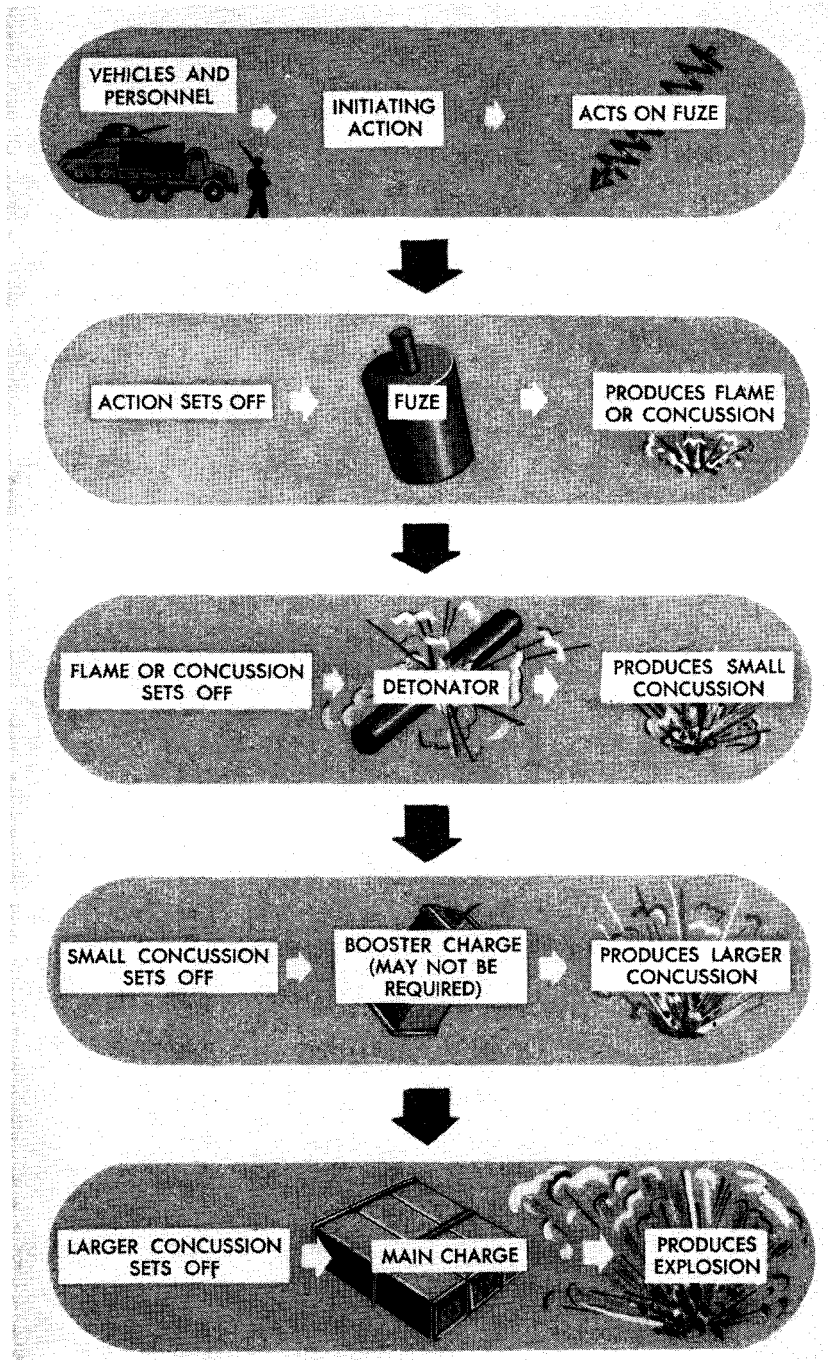 VEHICLES AND
PERSONNEL
INITIATING
ACTION
ACTS ON FUZE
ACTION SETS OFF
FUZE
PRODUCES FLAME
OR CONCUSSION
FLAME OR CONCUSSION
SETS OFF
DETONATOR
PRODUCES SMALL
CONCUSSION
SMALL CONCUSSION
SETS OFF
BOOSTER CHARGE
(MAY NOT BE
REQUIRED)
PRODUCES LARGER
CONCUSSION
LARGER CONCUSSION
SETS OFF
MAIN CHARGE
PRODUCES
EXPLOSION